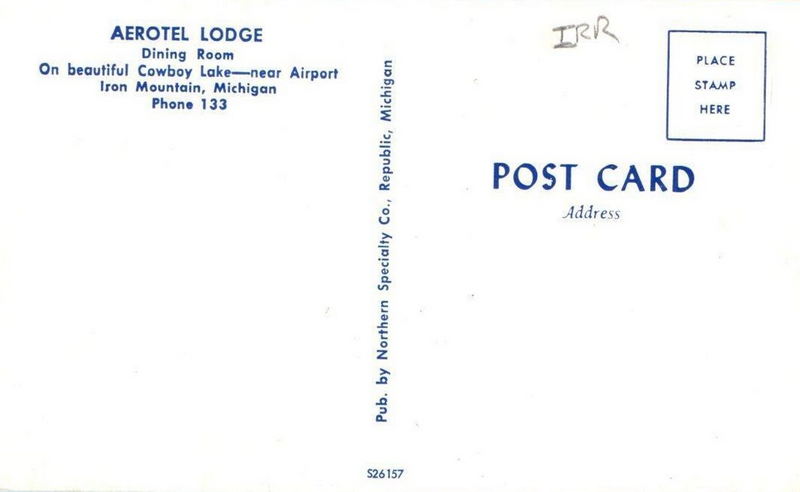 AEROTEL LODGE
Dining Room
On beautiful Cowboy Lake—near Airport
Iron Mountain, Michigan
Phone 133
Pub. by Northern Specialty Co., Republic, Michigan
S26157
IRR
PLACE
STAMP
HERE
POST CARD
Address